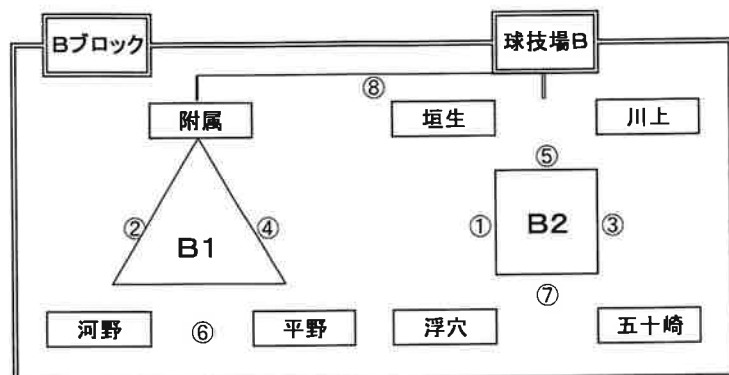 Bブロック 球技場B
⑧
附属 垣生 川上
⑤
② B1 ④ ① B2 ③
⑦
河野 ⑥ 平野 浮穴 五十崎